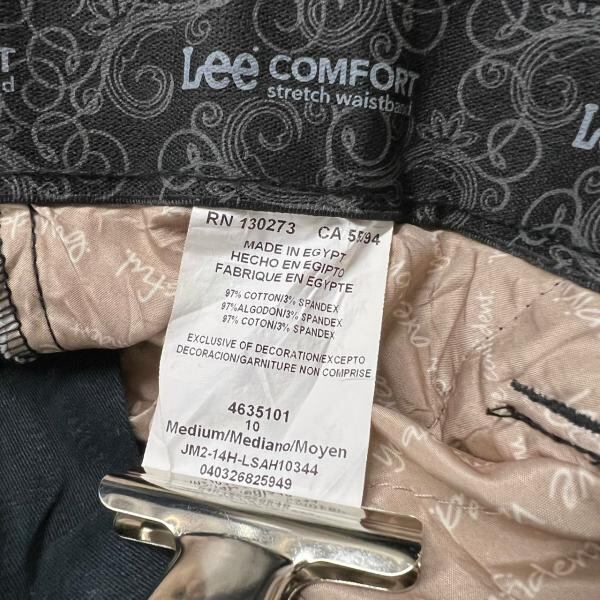 Lee COMFORT
stretch waistband
RN 130273 CA
MADE IN EGYPT
HECHO EN EGIPTO
FABRIQUE EN EGYPTE
97% COTTON/3% SPANDEX
97%ALGODON/3% SPANDEX
97% COTON/3% SPANDEX
EXCLUSIVE OF DECORATION/EXCEPTO
DECORACION/GARNITURE NON COMPRISE
4635101
10
Medium/Mediano/Moyen
JM2-14H-LSAH10344
040326825949